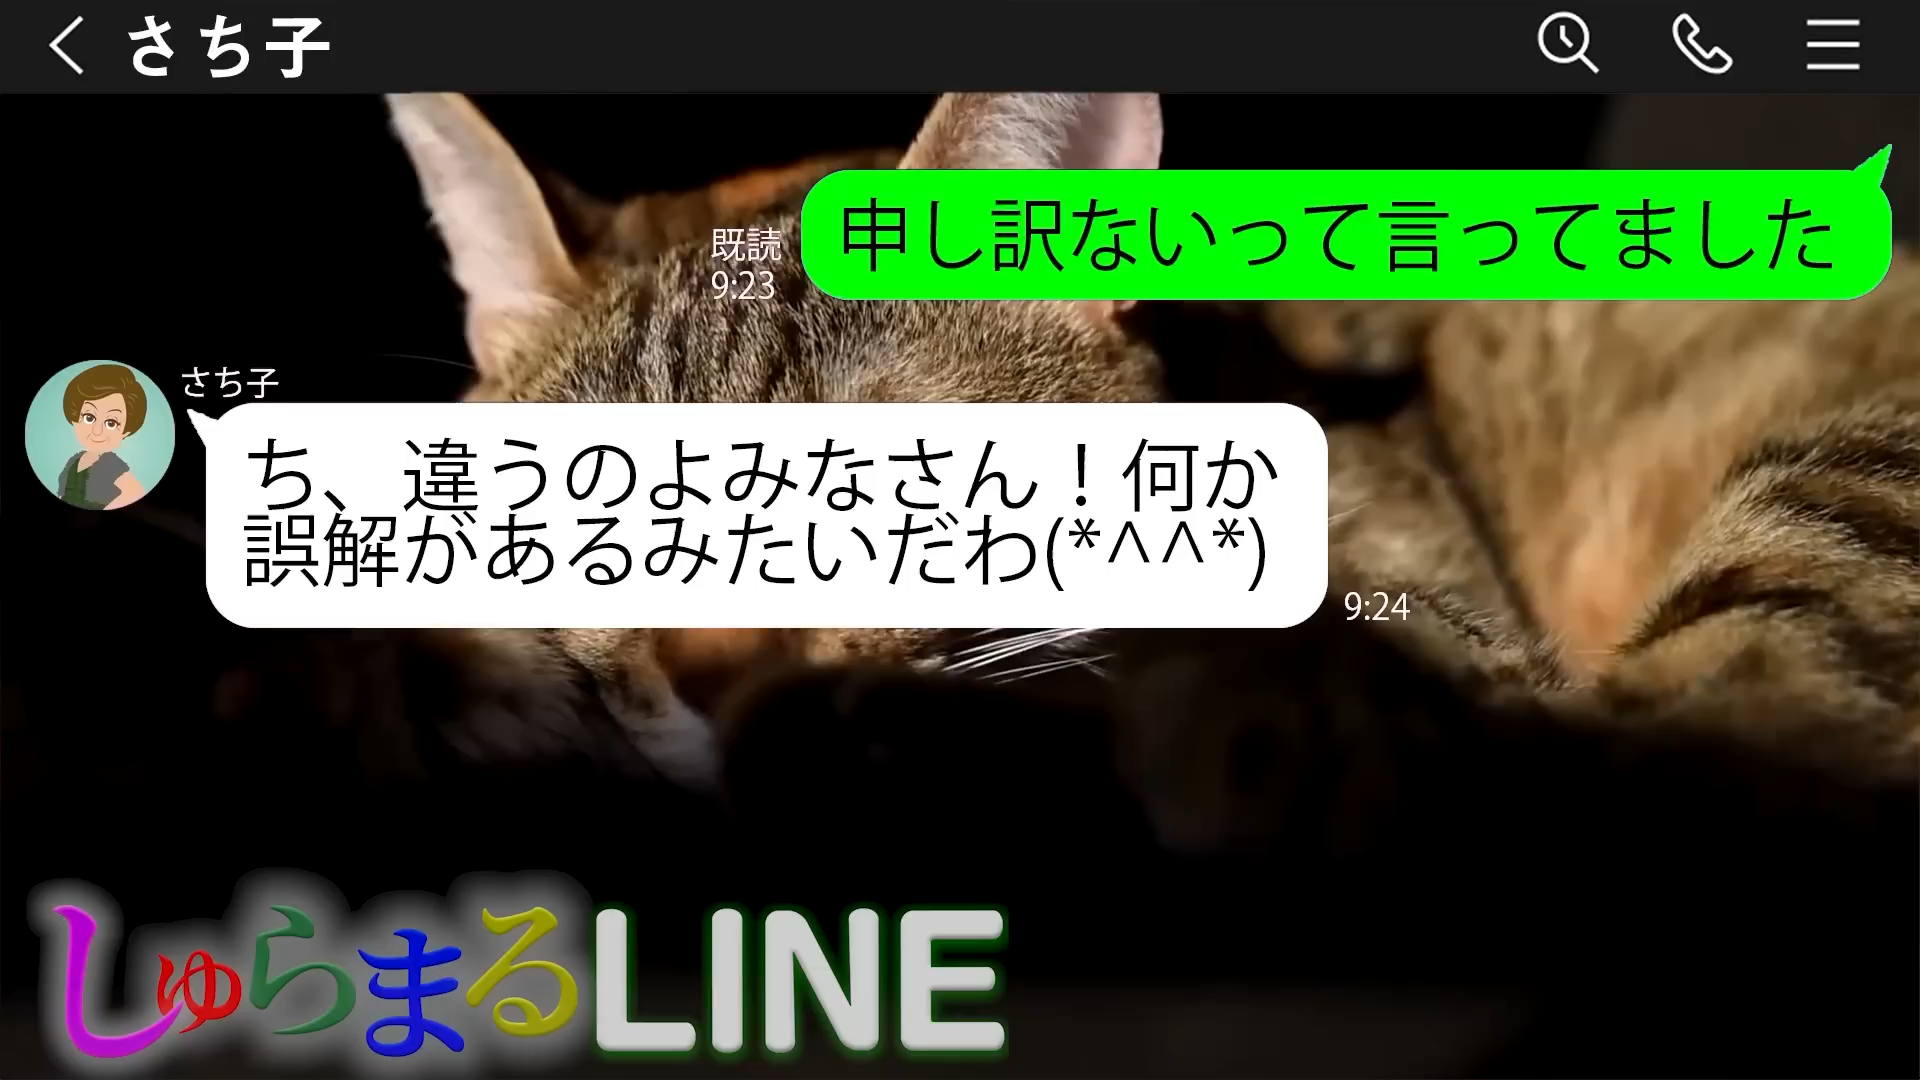 さち子
申し訳ないって言ってました
既読
9:23
さち子
ち、違うのよみなさん！何か
誤解があるみたいだわ(*^^*)
9:24
しゅらまるLINE